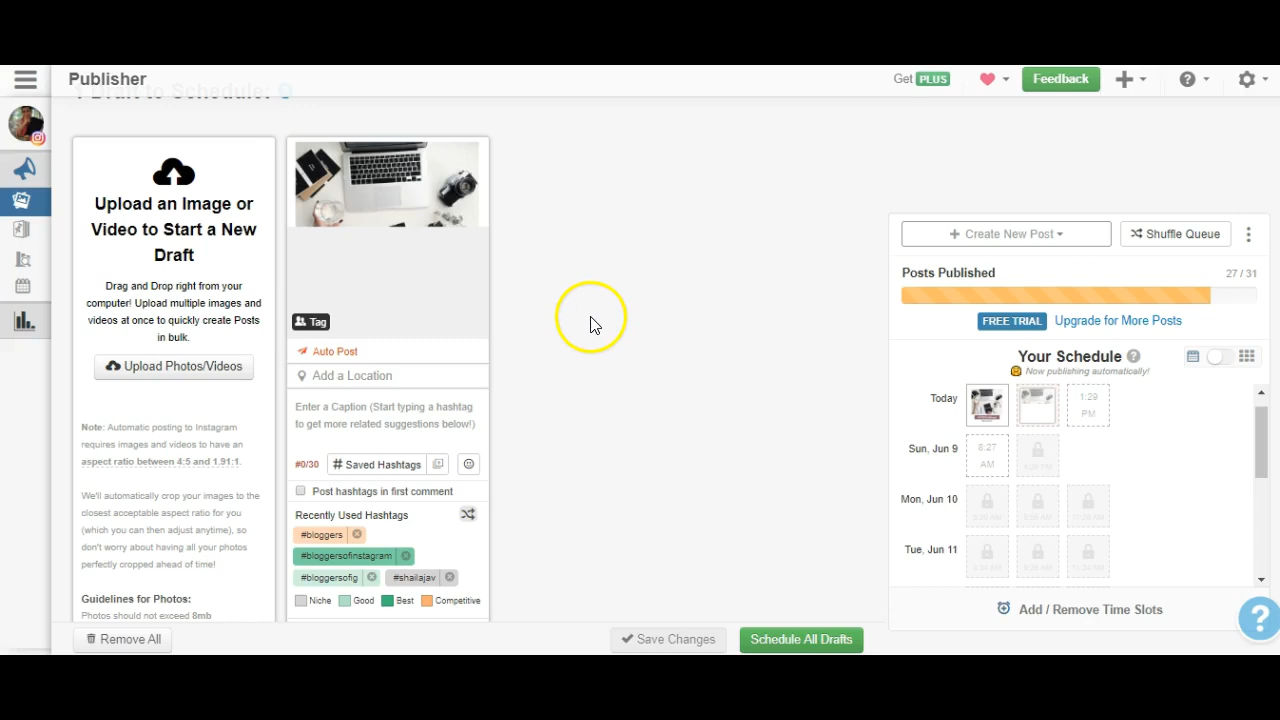 Publisher
Get PLUS
Feedback
1 Draft to Schedule:
Upload an Image or
Video to Start a New
Draft
Drag and Drop right from your
computer! Upload multiple images and
videos at once to quickly create Posts
in bulk.
Upload Photos/Videos
Note: Automatic posting to Instagram
requires images and videos to have an
aspect ratio between 4:5 and 1.91:1.
We'll automatically crop your images to the
closest acceptable aspect ratio for you
(which you can then adjust anytime), so
don't worry about having all your photos
perfectly cropped ahead of time!
Guidelines for Photos:
Photos should not exceed 8mb
Remove All
Tag
Auto Post
Add a Location
Enter a Caption (Start typing a hashtag
to get more related suggestions below!)
#0/30
# Saved Hashtags
Post hashtags in first comment
Recently Used Hashtags
#bloggers
#bloggersofinstagram
#bloggersofig
#shailajav
Niche Good Best Competitive
Save Changes
Schedule All Drafts
+ Create New Post
Shuffle Queue
Posts Published
27 / 31
FREE TRIAL Upgrade for More Posts
Your Schedule ?
Now publishing automatically!
Today
1:29
PM
Sun, Jun 9
8:27
AM
Mon, Jun 10
Tue, Jun 11
Add / Remove Time Slots
?